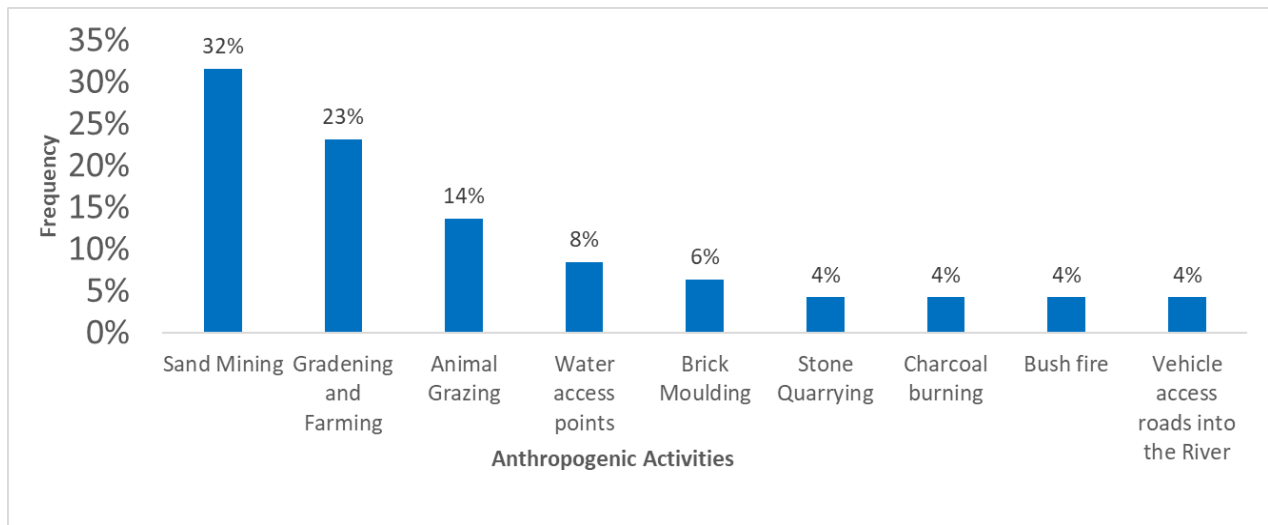 35%
30%
25%
20%
15%
10%
5%
0%
Frequency
32%
23%
14%
8%
6%
4%
4%
4%
4%
Sand Mining
Gradening
and
Farming
Animal
Grazing
Water
access
points
Brick
Moulding
Stone
Quarrying
Charcoal
burning
Bush fire
Vehicle
access
roads into
the River
Anthropogenic Activities